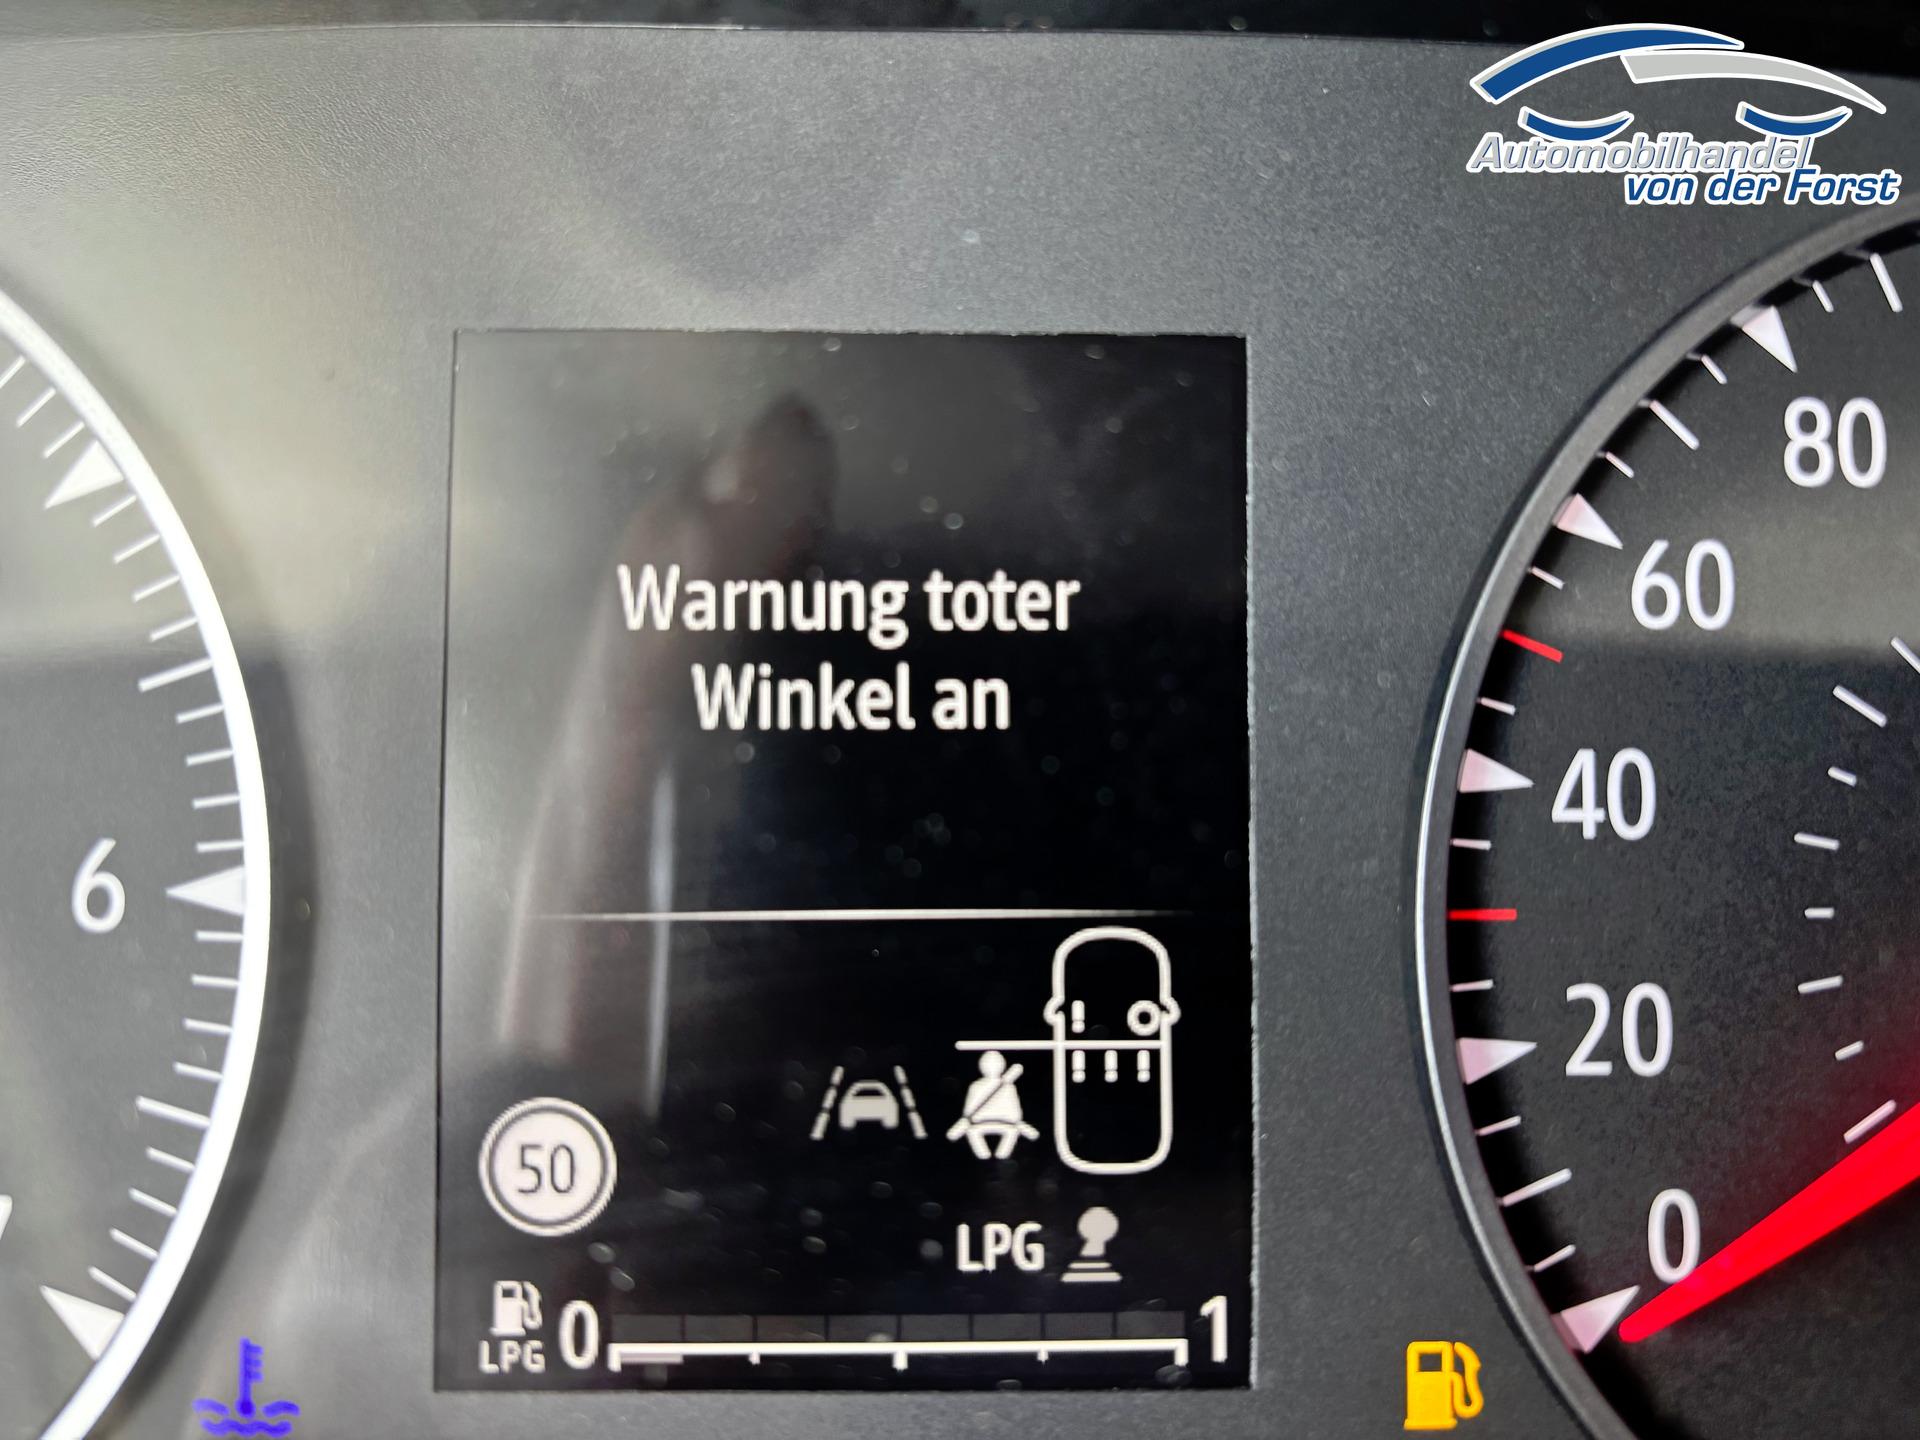 Automobilhandel
von der Forst
80
Warnung toter
60
Winkel an
40
6
20
50
0
LPG
0
1
LPG